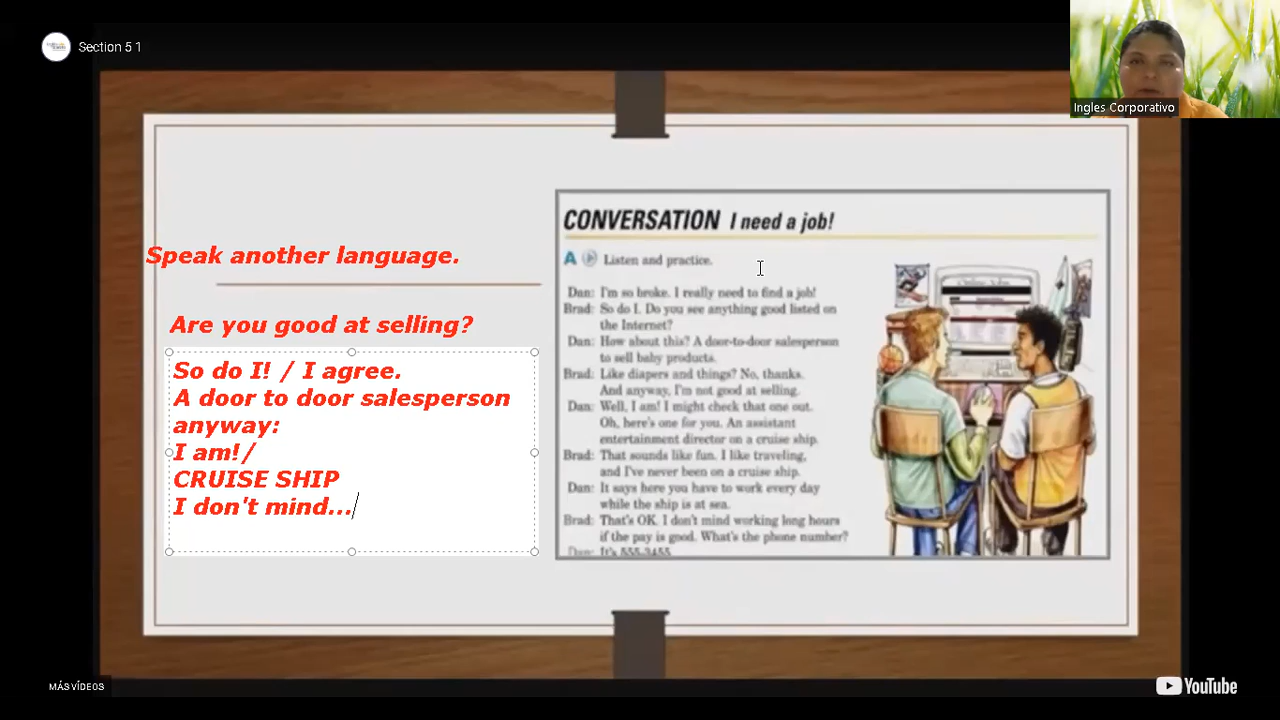 Section 5 1
Ingles Corporativo
Speak another language.
Are you good at selling?
So do I! / I agree.
A door to door salesperson
anyway:
I am!/
CRUISE SHIP
I don't mind...
CONVERSATION I need a job!
A Listen and practice.
Dan: I'm so broke. I really need to find a job!
Brad: So do I. Do you see anything good listed on
the Internet?
Dan: How about this? A door-to-door salesperson
to sell baby products.
Brad: Like diapers and things? No, thanks.
And anyway, I'm not good at selling.
Dan: Well, I am! I might check that one out.
Oh, here's one for you. An assistant
entertainment director on a cruise ship.
Brad: That sounds like fun. I like traveling,
and I've never been on a cruise ship.
Dan: It says here you have to work every day
while the ship is at sea.
Brad: That's OK. I don't mind working long hours
if the pay is good. What's the phone number?
Dan: It's 555-3455.
MÁS VÍDEOS
YouTube